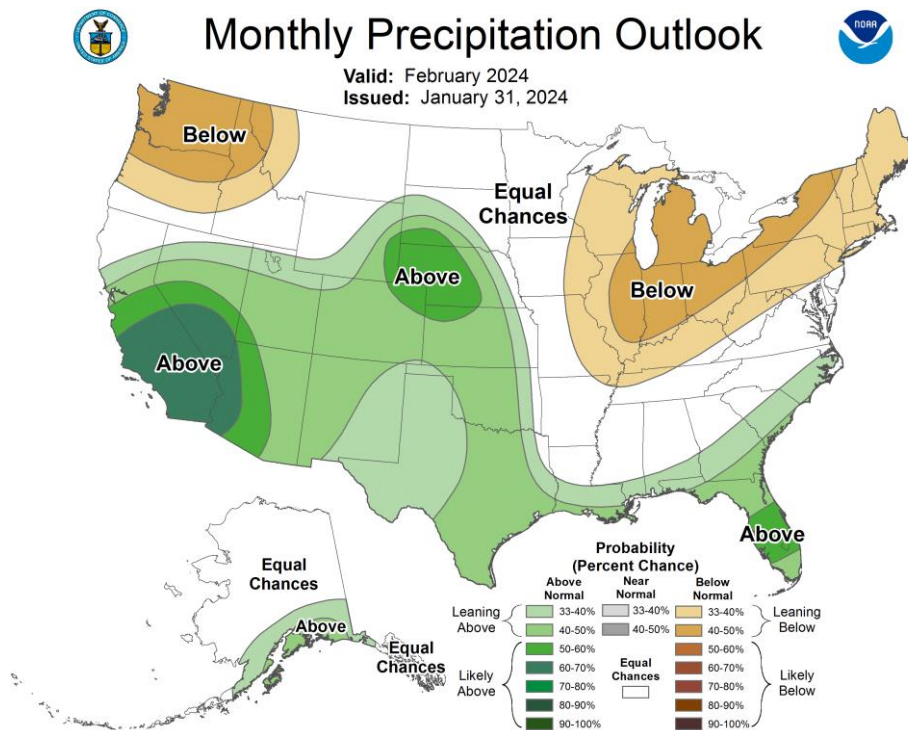 Monthly Precipitation Outlook
NOAA
Valid: February 2024
Issued: January 31, 2024
Below
Equal
Chances
Above
Below
Above
Above
Equal
Chances
Above
Equal
Chances
Probability
(Percent Chance)
Above
Normal
Near
Normal
Below
Normal
Leaning
Above
33-40%
33-40%
33-40%
Leaning
Below
40-50%
40-50%
40-50%
Likely
Above
50-60%
50-60%
Likely
Below
60-70%
Equal
Chances
60-70%
70-80%
70-80%
80-90%
80-90%
90-100%
90-100%